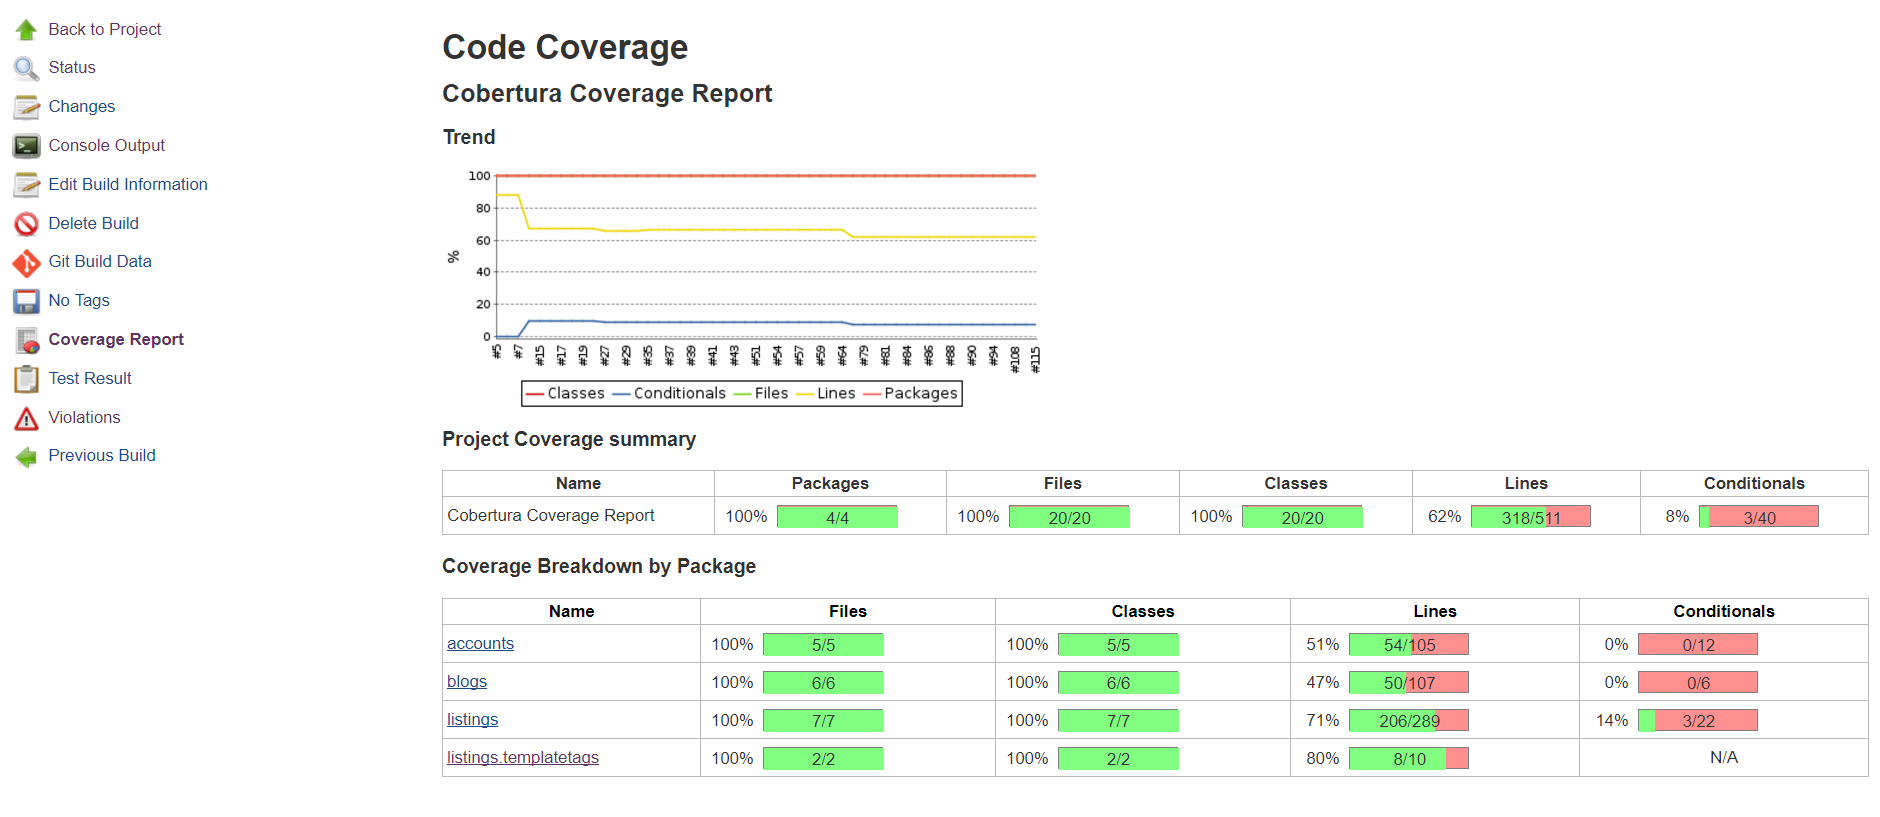 Back to Project
Status
Changes
Console Output
Edit Build Information
Delete Build
Git Build Data
No Tags
Coverage Report
Test Result
Violations
Previous Build
Code Coverage
Cobertura Coverage Report
Trend
100
80
60
40
20
0
%
#5 #7 #15 #17 #19 #27 #29 #35 #37 #39 #41 #43 #51 #54 #57 #59 #64 #79 #81 #84 #86 #88 #90 #94 #108 #115
Classes Conditionals Files Lines Packages
Project Coverage summary
Name Packages Files Classes Lines Conditionals
Cobertura Coverage Report 100% 4/4 100% 20/20 100% 20/20 62% 318/511 8% 3/40
Coverage Breakdown by Package
Name Files Classes Lines Conditionals
accounts 100% 5/5 100% 5/5 51% 54/105 0% 0/12
blogs 100% 6/6 100% 6/6 47% 50/107 0% 0/6
listings 100% 7/7 100% 7/7 71% 206/289 14% 3/22
listings.templatetags 100% 2/2 100% 2/2 80% 8/10 N/A